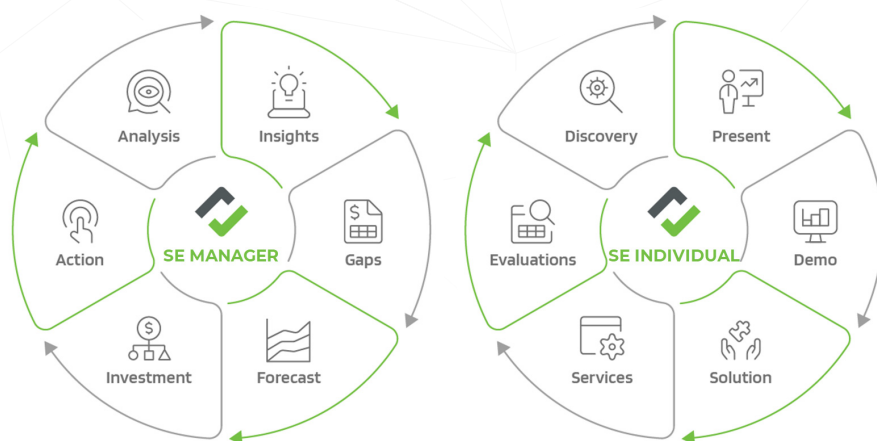 Analysis
Insights
Action
SE MANAGER
Gaps
Investment
Forecast
Discovery
Present
Evaluations
SE INDIVIDUAL
Demo
Services
Solution